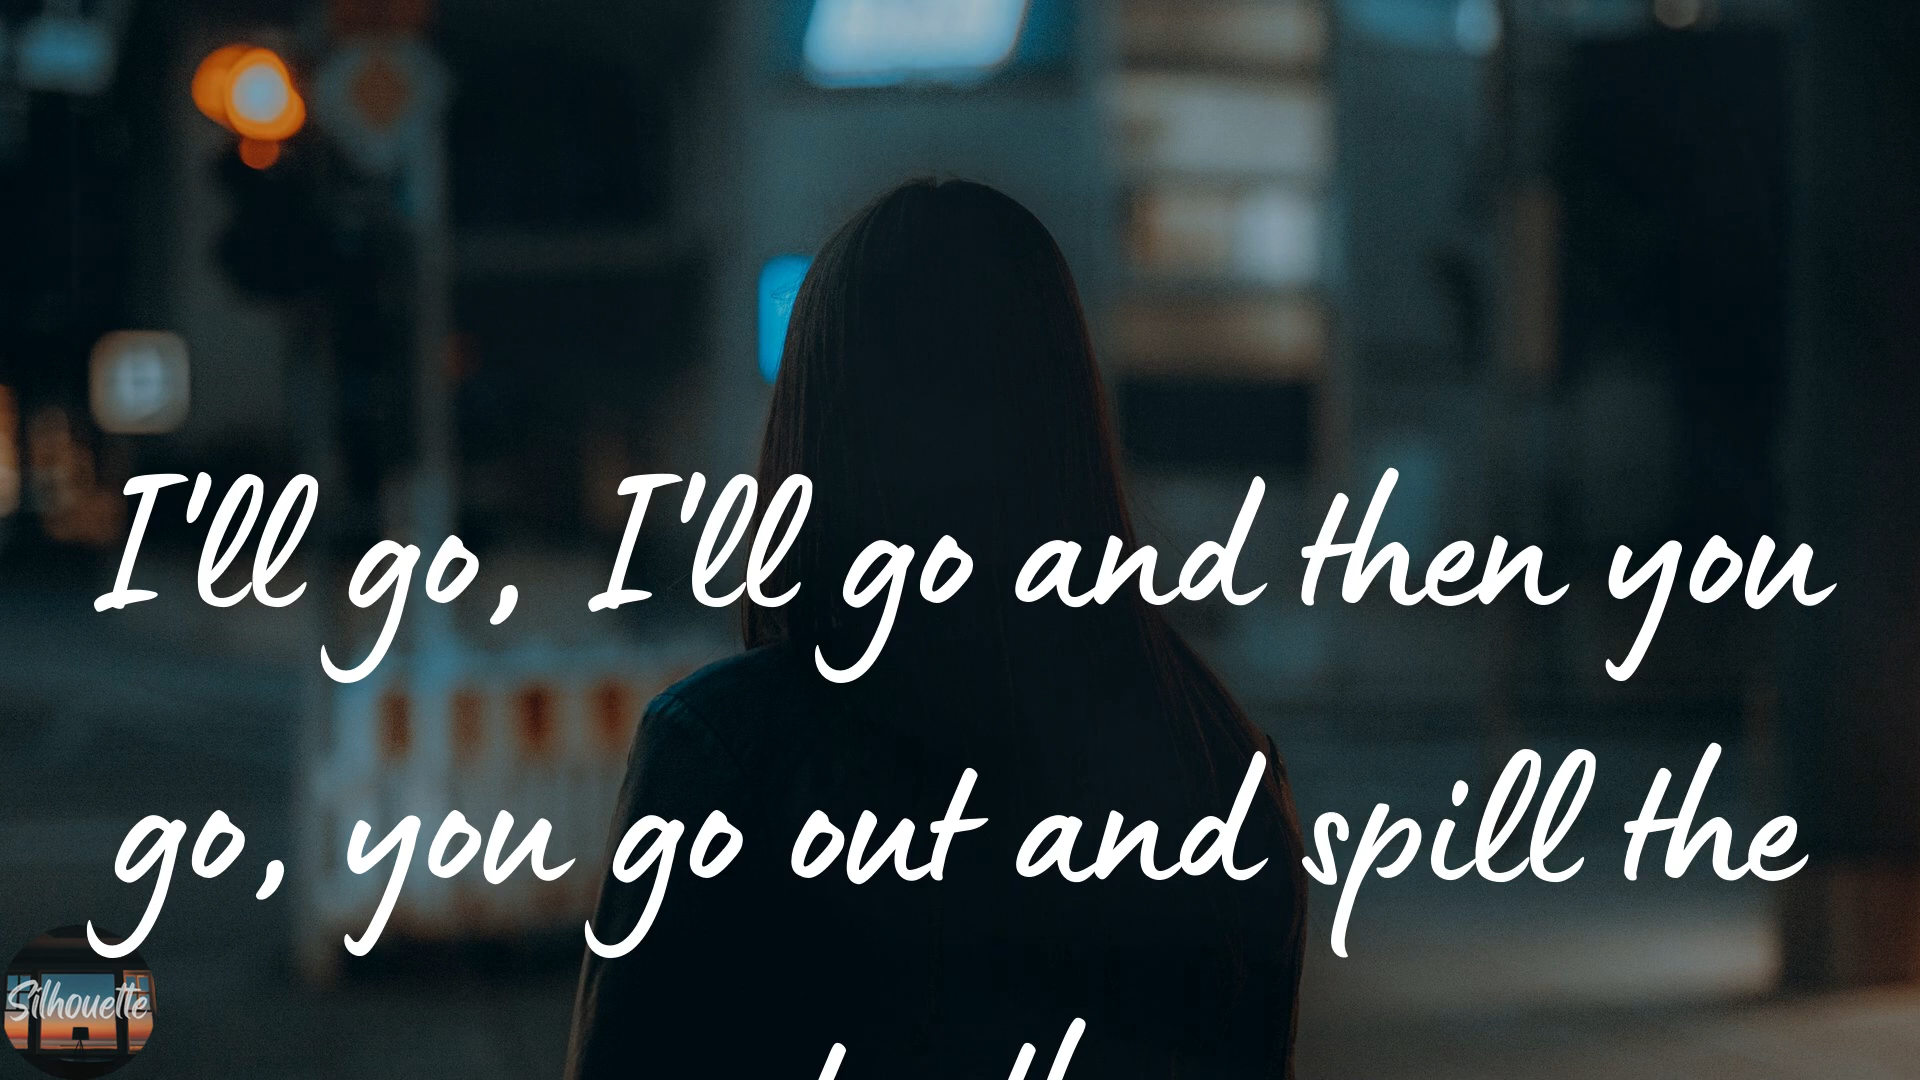 I'll go, I'll go and then you
go, you go out and spill the
Silhouette